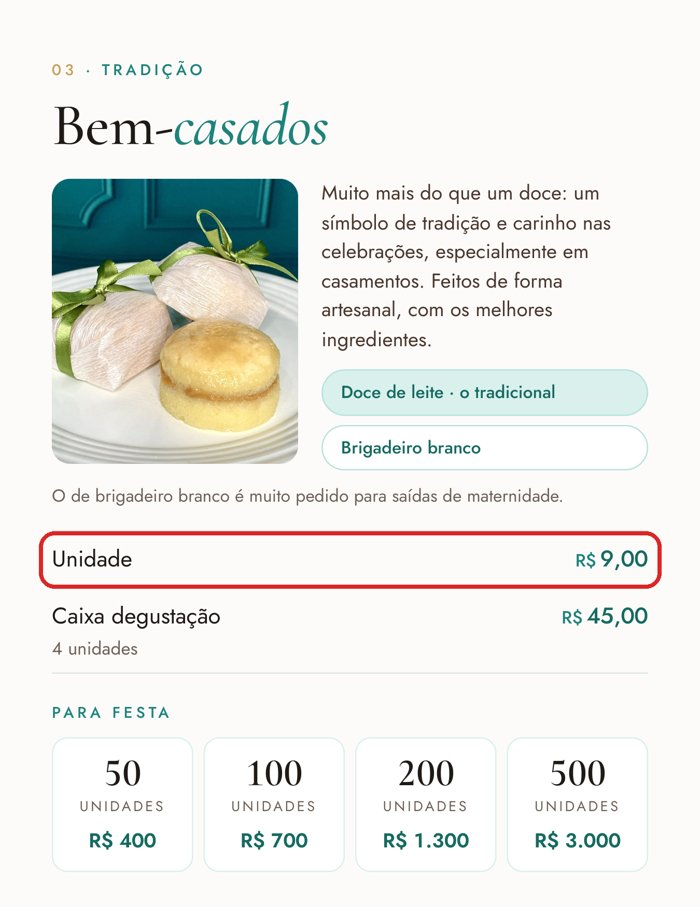 03 · TRADIÇÃO
Bem-casados
Muito mais do que um doce: um
símbolo de tradição e carinho nas
celebrações, especialmente em
casamentos. Feitos de forma
artesanal, com os melhores
ingredientes.
Doce de leite · o tradicional
Brigadeiro branco
O de brigadeiro branco é muito pedido para saídas de maternidade.
Unidade R$ 9,00
Caixa degustação R$ 45,00
4 unidades
PARA FESTA
50
UNIDADES
R$ 400
100
UNIDADES
R$ 700
200
UNIDADES
R$ 1.300
500
UNIDADES
R$ 3.000